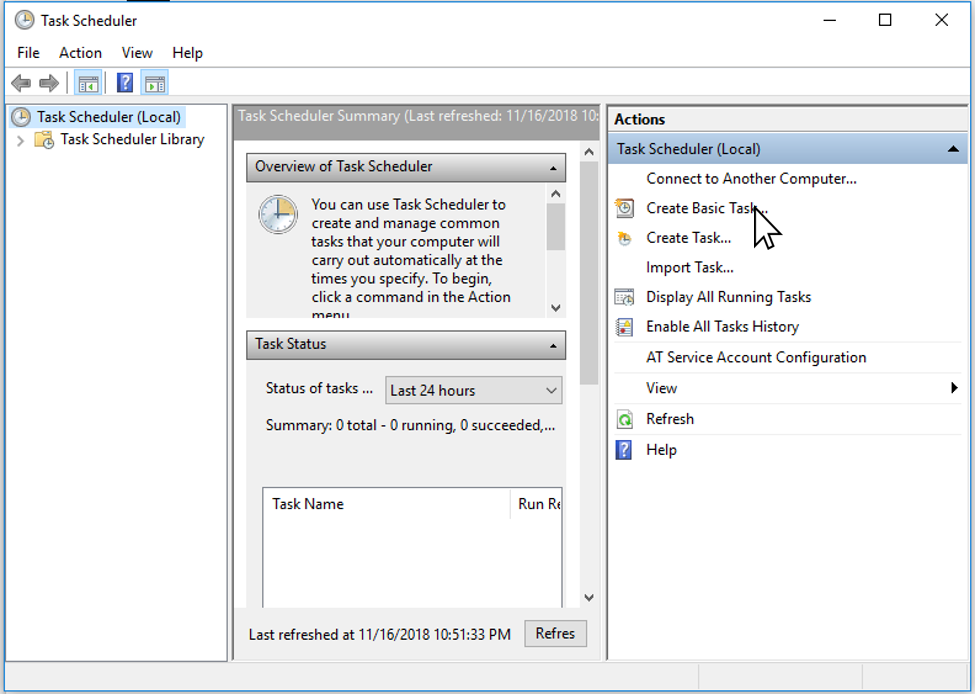 Task Scheduler
File Action View Help
Task Scheduler (Local)
Task Scheduler Library
Task Scheduler Summary (Last refreshed: 11/16/2018 10:
Overview of Task Scheduler
You can use Task Scheduler to
create and manage common
tasks that your computer will
carry out automatically at the
times you specify. To begin,
click a command in the Action
menu.
Task Status
Status of tasks ... Last 24 hours
Summary: 0 total - 0 running, 0 succeeded,...
Task Name Run Re
Last refreshed at 11/16/2018 10:51:33 PM Refres
Actions
Task Scheduler (Local)
Connect to Another Computer...
Create Basic Task...
Create Task...
Import Task...
Display All Running Tasks
Enable All Tasks History
AT Service Account Configuration
View
Refresh
Help